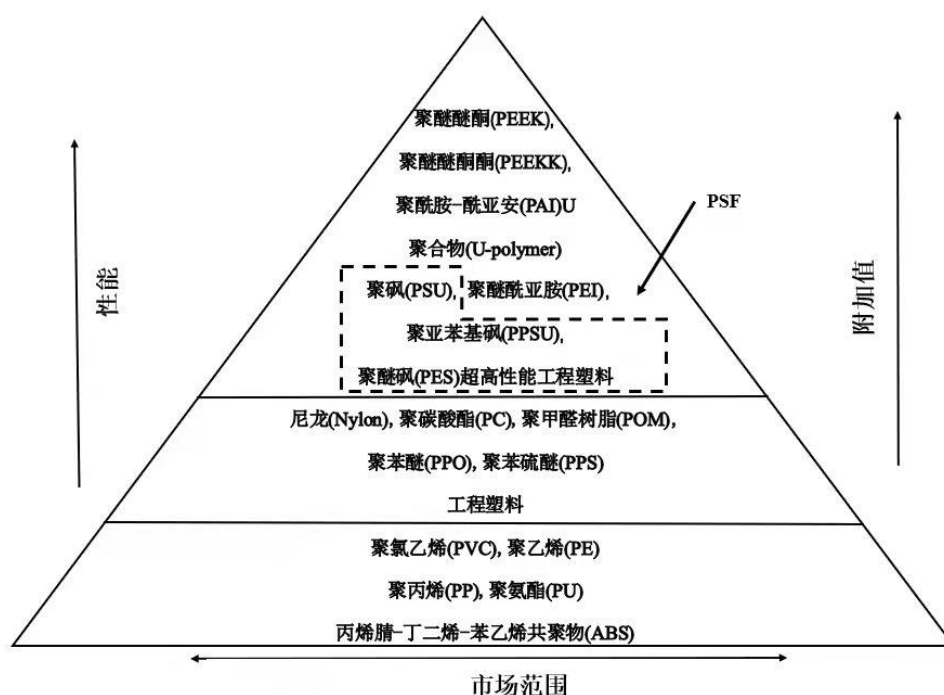 聚醚醚酮(PEEK),
聚醚醚酮酮(PEEKK),
聚酰胺-酰亚安(PAI)U
PSF
聚合物(U-polymer)
聚砜(PSU), 聚醚酰亚胺(PEI),
聚亚苯基砜(PPSU),
聚醚砜(PES)超高性能工程塑料
性能
附加值
尼龙(Nylon), 聚碳酸酯(PC), 聚甲醛树脂(POM),
聚苯醚(PPO), 聚苯硫醚(PPS)
工程塑料
聚氯乙烯(PVC), 聚乙烯(PE)
聚丙烯(PP), 聚氨酯(PU)
丙烯腈-丁二烯-苯乙烯共聚物(ABS)
市场范围